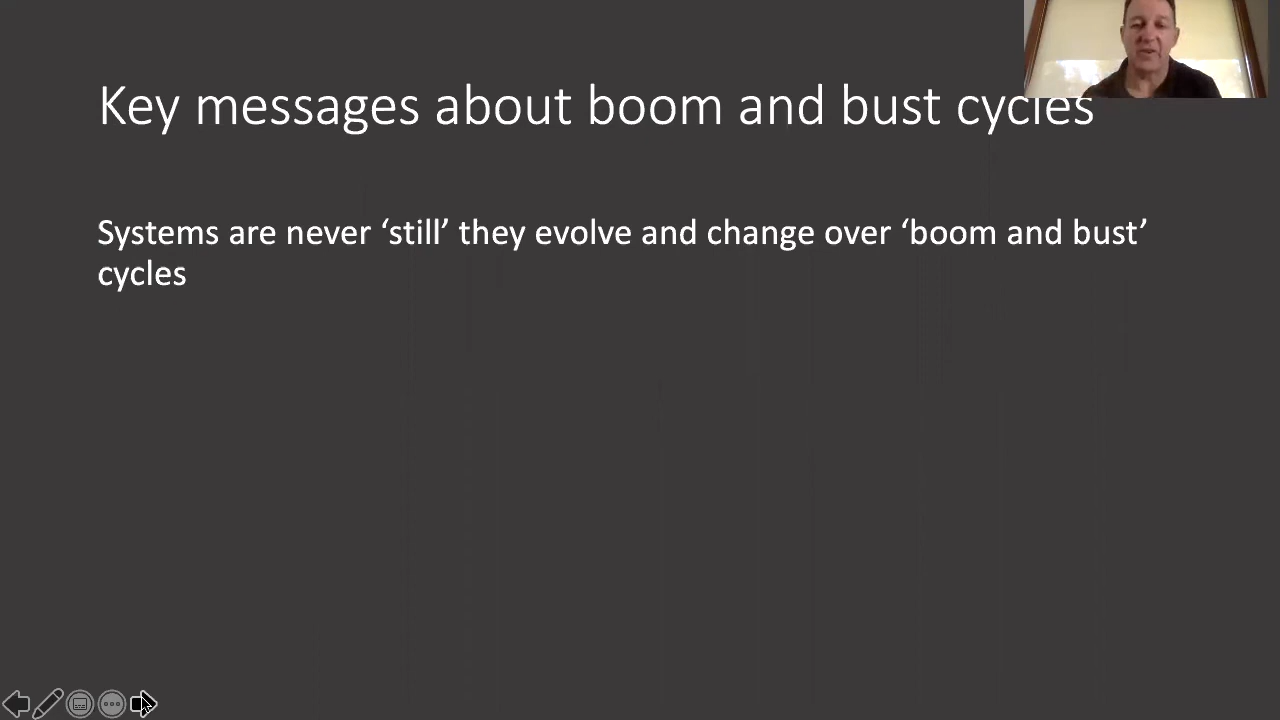 Key messages about boom and bust cycles
Systems are never ‘still’ they evolve and change over ‘boom and bust’
cycles